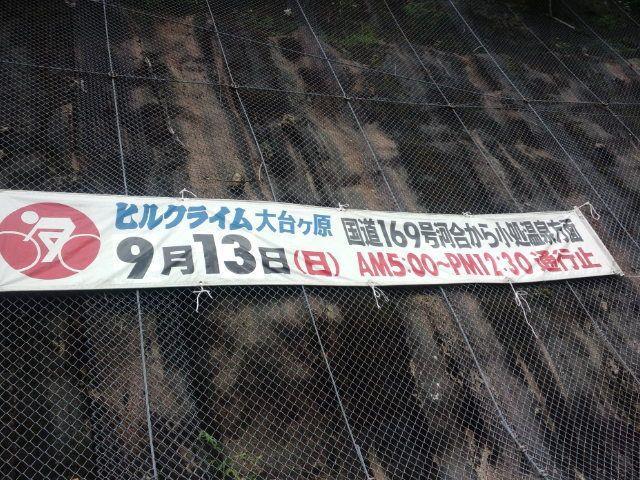 ヒルクライム大台ヶ原
9月13日(日)
国道169号河合から小処温泉方面
AM5:00~PM12:30 通行止